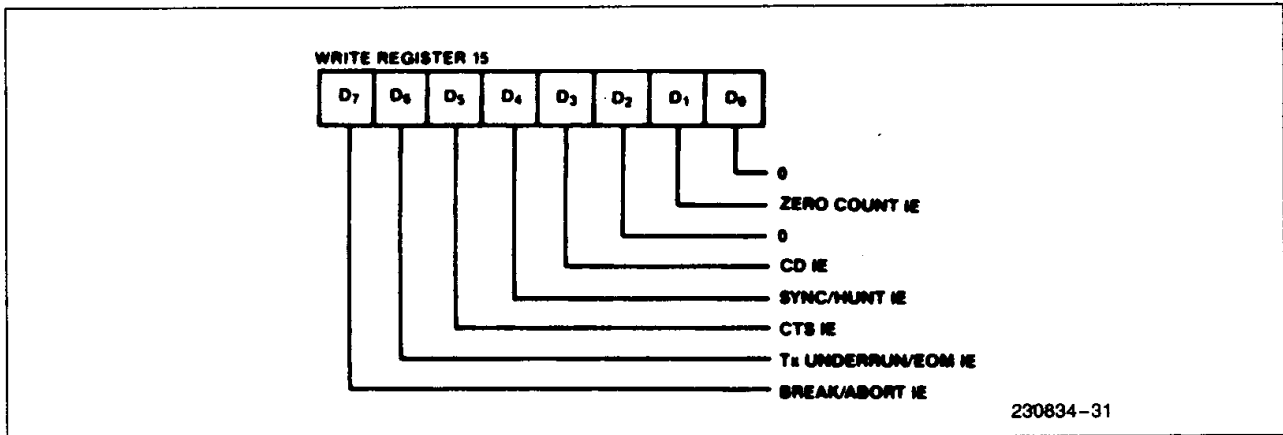 WRITE REGISTER 15
D7 D6 D5 D4 D3 D2 D1 D0
0
ZERO COUNT IE
0
CD IE
SYNC/HUNT IE
CTS IE
Tx UNDERRUN/EOM IE
BREAK/ABORT IE
230834-31